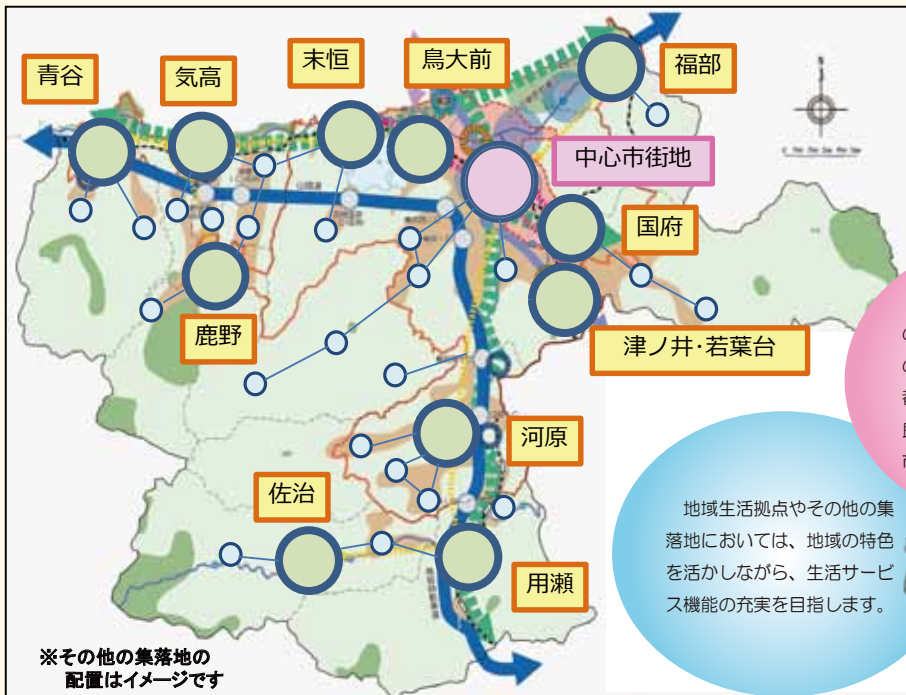 青谷
気高
末恒
鳥大前
福部
中心市街地
国府
鹿野
津ノ井・若葉台
河原
佐治
用瀬
地域生活拠点やその他の集
落地においては、地域の特色
を活かしながら、生活サービ
ス機能の充実を目指します。
※その他の集落地の
配置はイメージです